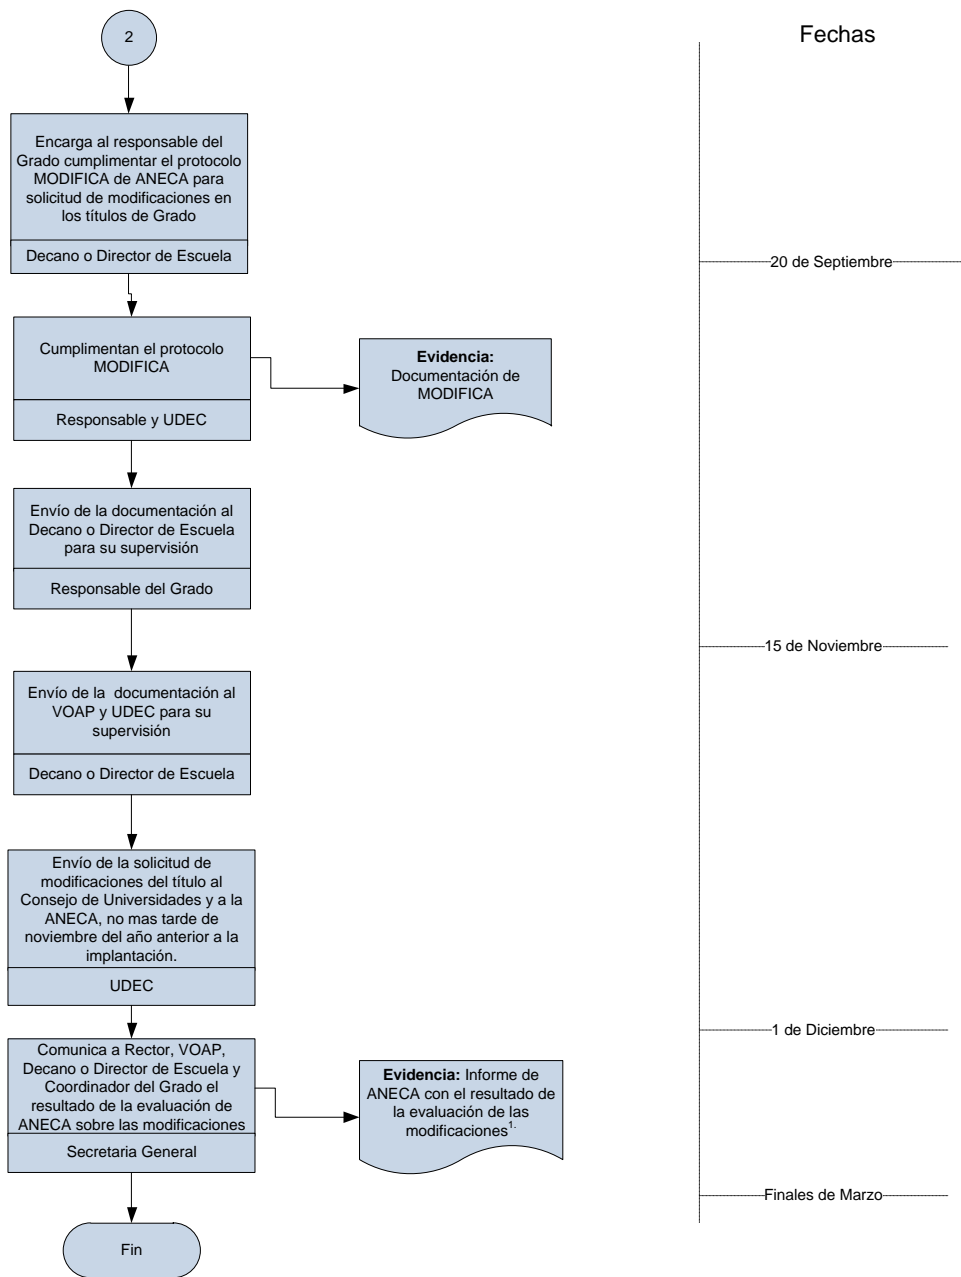 2
Fechas
Encarga al responsable del
Grado cumplimentar el protocolo
MODIFICA de ANECA para
solicitud de modificaciones en
los títulos de Grado
Decano o Director de Escuela
20 de Septiembre
Cumplimentan el protocolo
MODIFICA
Responsable y UDEC
Evidencia:
Documentación de
MODIFICA
Envío de la documentación al
Decano o Director de Escuela
para su supervisión
Responsable del Grado
15 de Noviembre
Envío de la documentación al
VOAP y UDEC para su
supervisión
Decano o Director de Escuela
Envío de la solicitud de
modificaciones del título al
Consejo de Universidades y a la
ANECA, no mas tarde de
noviembre del año anterior a la
implantación.
UDEC
1 de Diciembre
Comunica a Rector, VOAP,
Decano o Director de Escuela y
Coordinador del Grado el
resultado de la evaluación de
ANECA sobre las modificaciones
Secretaria General
Evidencia: Informe de
ANECA con el resultado de
la evaluación de las
modificaciones1.
Finales de Marzo
Fin